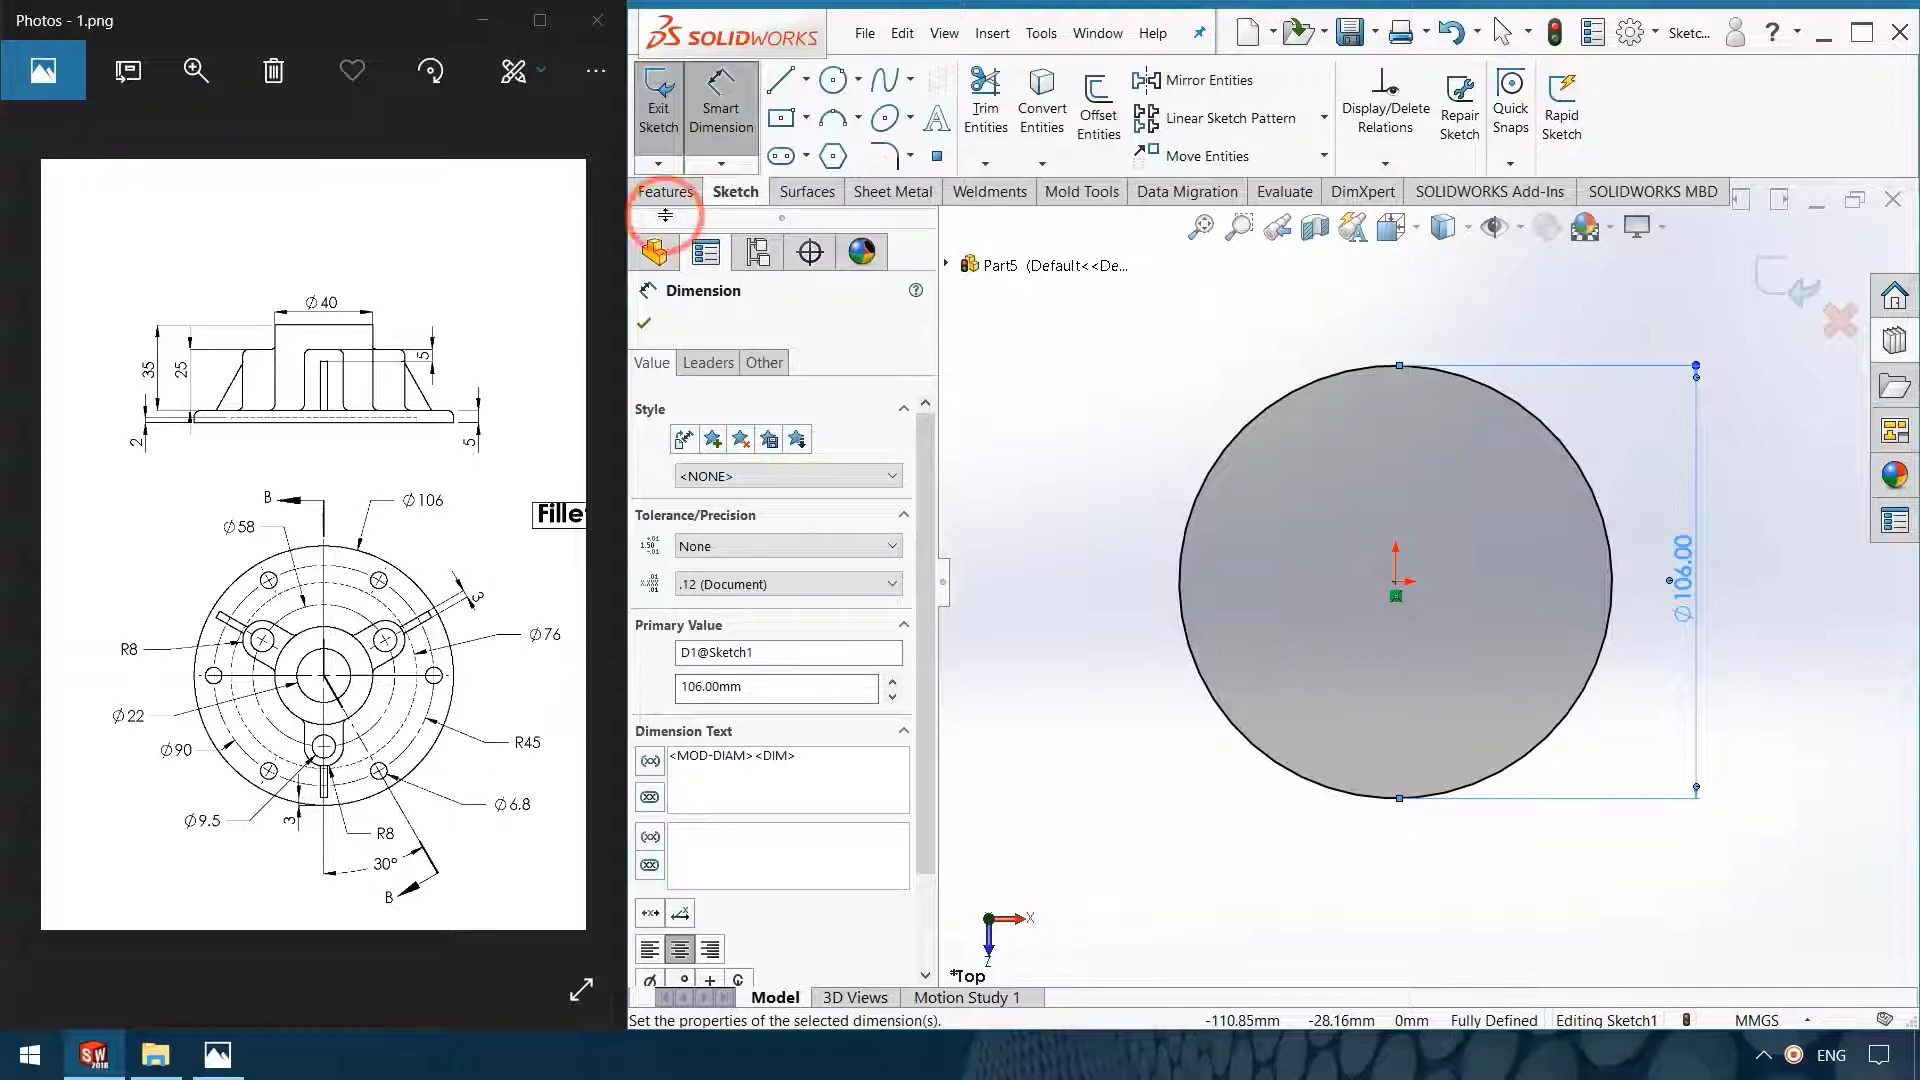 Photos - 1.png
Ø40
35
25
5
2
5
B
Ø106
Fille
Ø58
3
Ø76
R8
Ø22
Ø90
R45
Ø6.8
Ø9.5
3
R8
30°
B
SOLIDWORKS
File Edit View Insert Tools Window Help
Sketc...
?
Exit Sketch
Smart Dimension
Trim Entities
Convert Entities
Offset Entities
Mirror Entities
Linear Sketch Pattern
Move Entities
Display/Delete Relations
Repair Sketch
Quick Snaps
Rapid Sketch
Features Sketch Surfaces Sheet Metal Weldments Mold Tools Data Migration Evaluate DimXpert SOLIDWORKS Add-Ins SOLIDWORKS MBD
Part5 (Default<<De...
Dimension
Value Leaders Other
Style
<NONE>
Tolerance/Precision
None
.12 (Document)
Primary Value
D1@Sketch1
106.00mm
Dimension Text
<MOD-DIAM><DIM>
Ø106.00
X
Z
*Top
Model 3D Views Motion Study 1
Set the properties of the selected dimension(s).
-110.85mm -28.16mm 0mm Fully Defined Editing Sketch1 MMGS
SW 2018
ENG